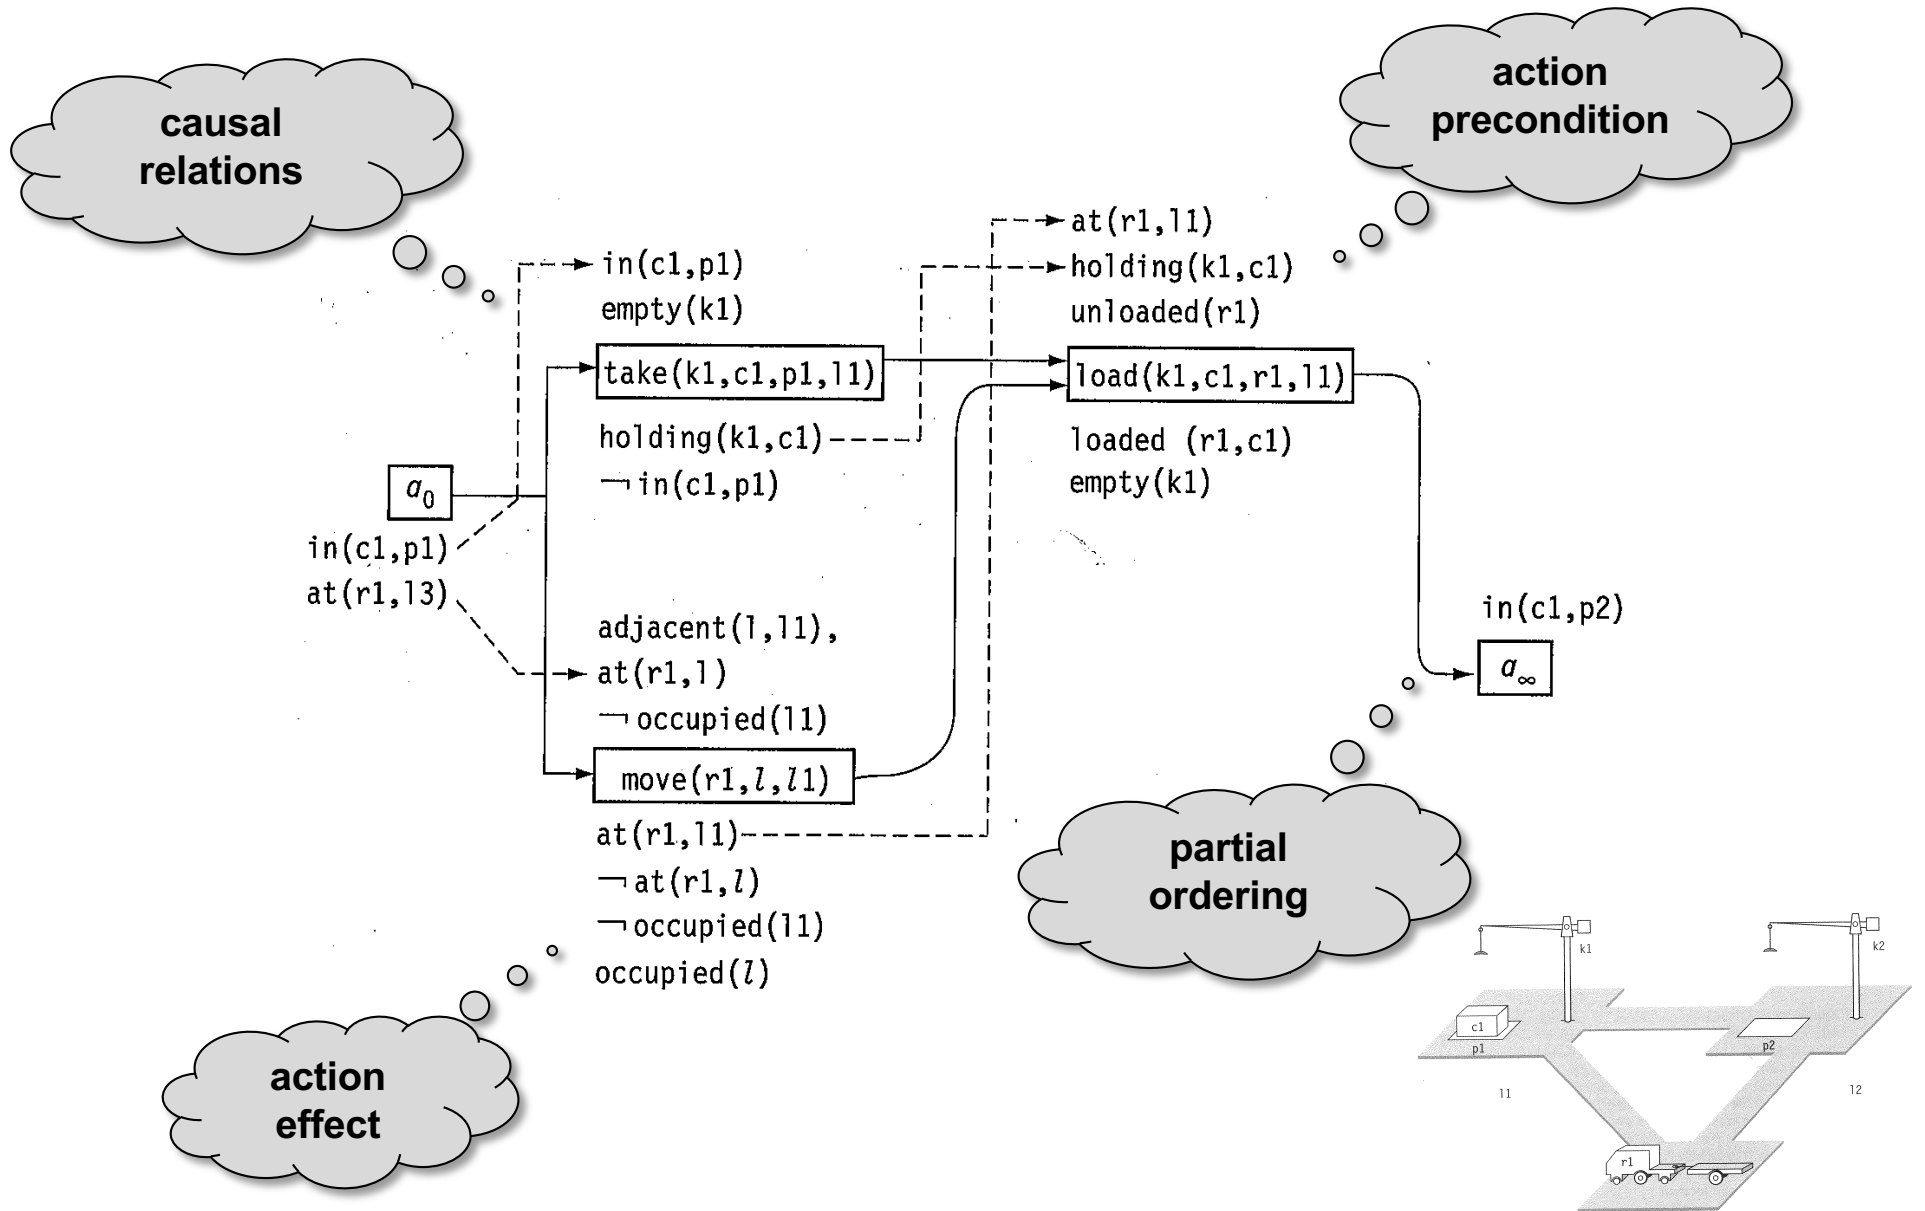 causal
relations
action
precondition
at(r1,l1)
holding(k1,c1)
unloaded(r1)
in(c1,p1)
empty(k1)
take(k1,c1,p1,l1)
load(k1,c1,r1,l1)
holding(k1,c1)
¬in(c1,p1)
loaded (r1,c1)
empty(k1)
a0
in(c1,p1)
at(r1,l3)
adjacent(l,l1),
at(r1,l)
¬occupied(l1)
move(r1,l,l1)
at(r1,l1)
¬at(r1,l)
¬occupied(l1)
occupied(l)
in(c1,p2)
a∞
partial
ordering
action
effect
k1
k2
c1
p1
p2
l1
l2
r1